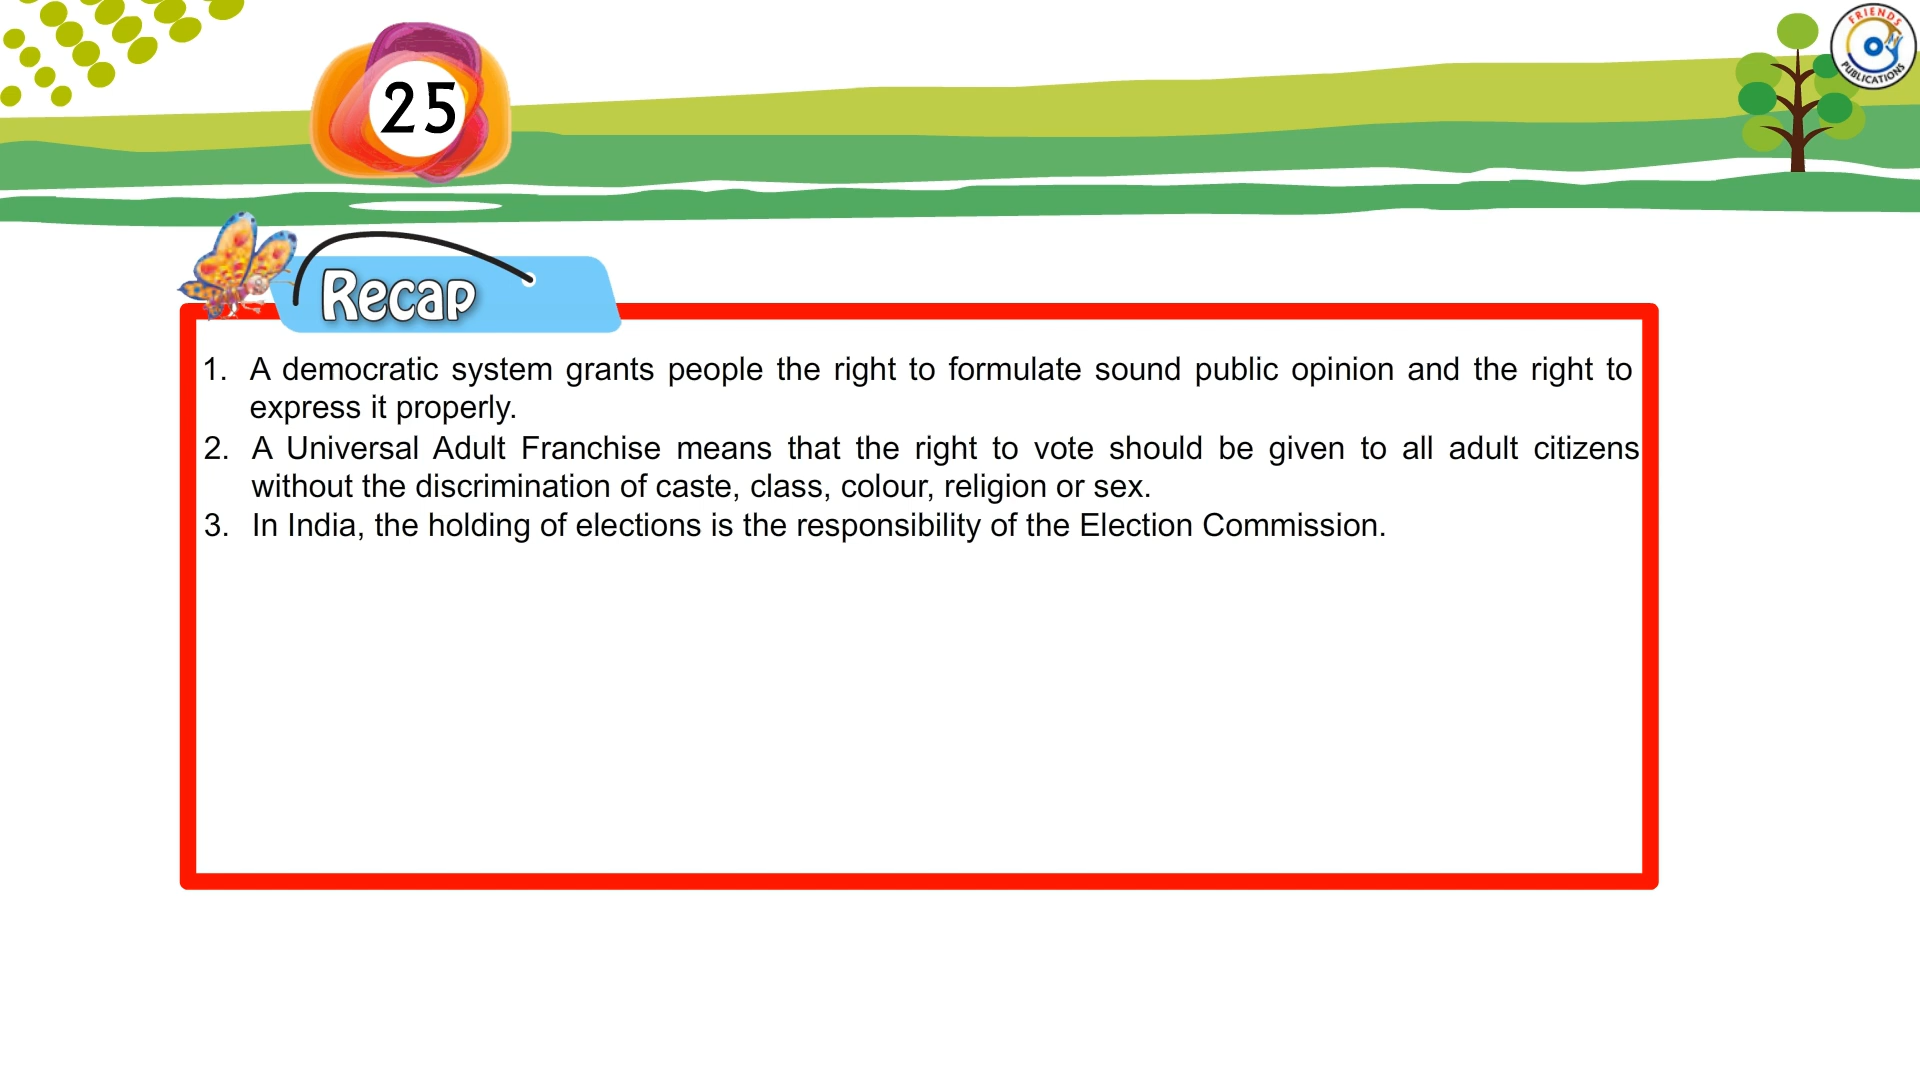 FRIENDS
PUBLICATIONS
25
Recap
1. A democratic system grants people the right to formulate sound public opinion and the right to
express it properly.
2. A Universal Adult Franchise means that the right to vote should be given to all adult citizens
without the discrimination of caste, class, colour, religion or sex.
3. In India, the holding of elections is the responsibility of the Election Commission.